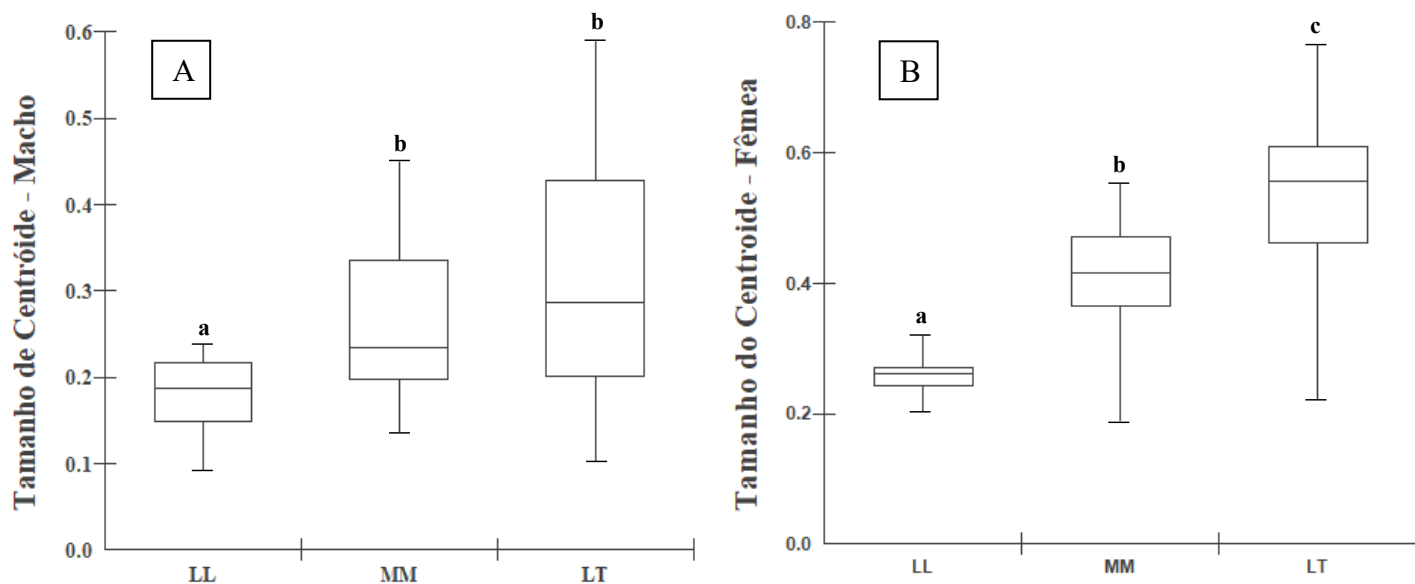 Tamanho de Centróide - Macho
A
0.6
0.5
0.4
0.3
0.2
0.1
0.0
a
b
b
LL
MM
LT
Tamanho do Centroide - Fêmea
B
0.8
0.6
0.4
0.2
0.0
a
b
c
LL
MM
LT